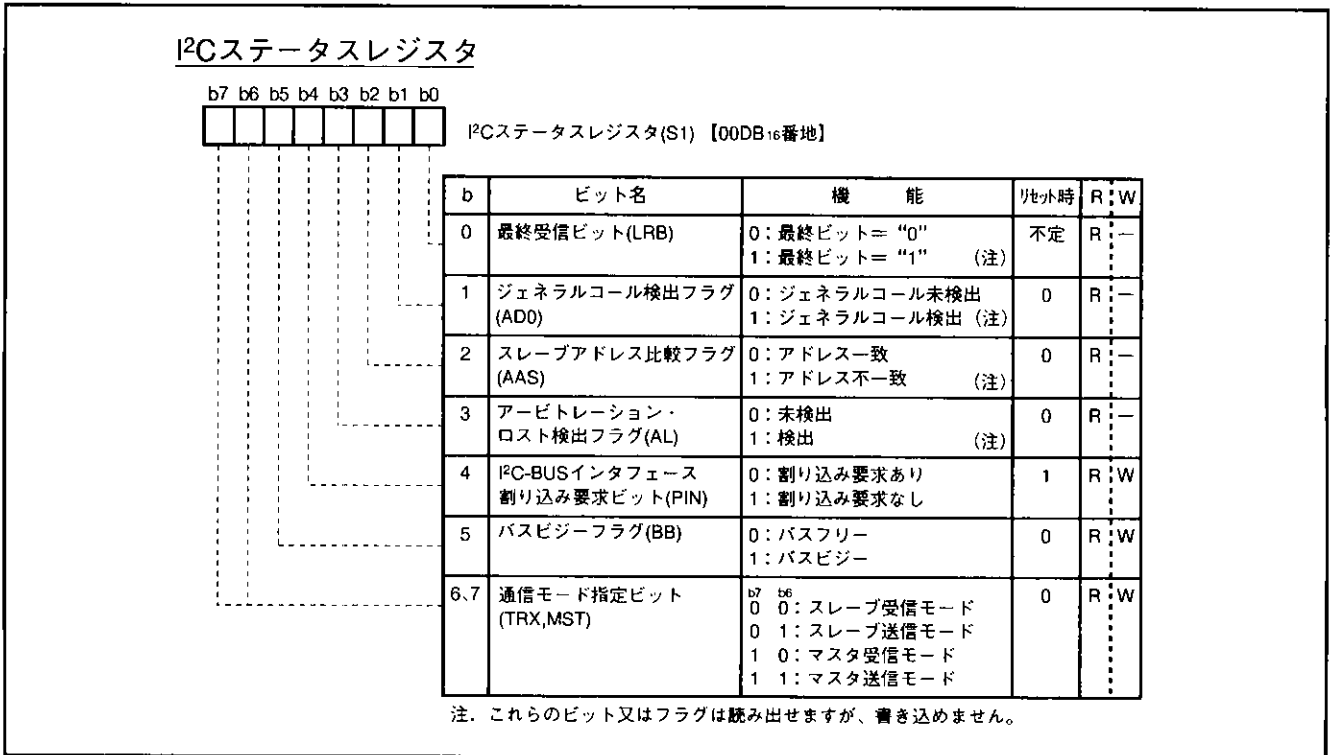 I²Cステータスレジスタ
b7 b6 b5 b4 b3 b2 b1 b0
I²Cステータスレジスタ(S1) 【00DB16番地】
b ビット名 機 能 リセット時 R W
0 最終受信ビット(LRB) 0：最終ビット＝“0” 不定 R —
1：最終ビット＝“1” (注)
1 ジェネラルコール検出フラグ 0：ジェネラルコール未検出 0 R —
(AD0) 1：ジェネラルコール検出 (注)
2 スレーブアドレス比較フラグ 0：アドレス一致 0 R —
(AAS) 1：アドレス不一致 (注)
3 アービトレーション・ 0：未検出 0 R —
ロスト検出フラグ(AL) 1：検出 (注)
4 I²C-BUSインタフェース 0：割り込み要求あり 1 R W
割り込み要求ビット(PIN) 1：割り込み要求なし
5 バスビジーフラグ(BB) 0：バスフリー 0 R W
1：バスビジー
6、7 通信モード指定ビット b7 b6 0 R W
(TRX,MST) 0 0：スレーブ受信モード
0 1：スレーブ送信モード
1 0：マスタ受信モード
1 1：マスタ送信モード
注．これらのビット又はフラグは読み出せますが、書き込めません。